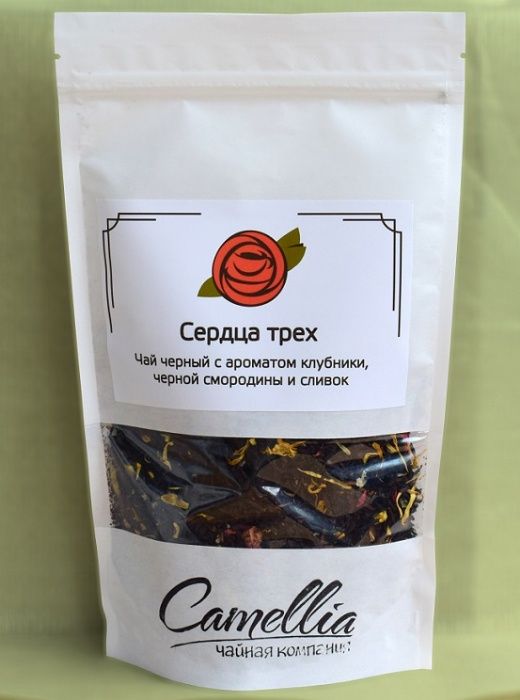 Сердца трех
Чай черный с ароматом клубники,
черной смородины и сливок
Camellia
чайная компания